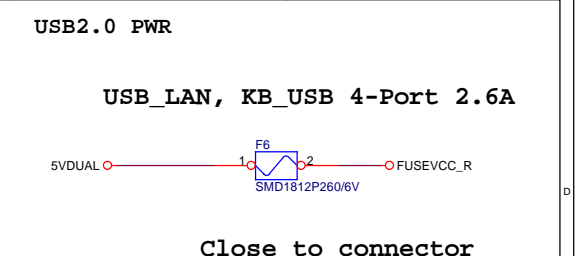 USB2.0 PWR
USB_LAN, KB_USB 4-Port 2.6A
F6
5VDUAL 1 2 FUSEVCC_R
SMD1812P260/6V
D
Close to connector